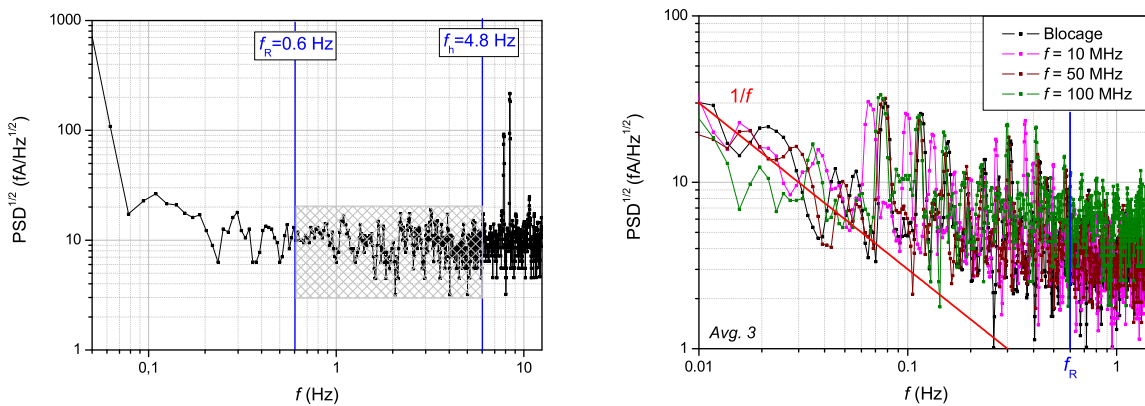 1000
100
10
1
PSD^1/2 (fA/Hz^1/2)
f_R=0.6 Hz
f_h=4.8 Hz
0,1
1
10
f (Hz)
100
10
1
PSD^1/2 (fA/Hz^1/2)
Blocage
f = 10 MHz
f = 50 MHz
f = 100 MHz
1/f
Avg. 3
0.01
0.1
f_R
1
f (Hz)